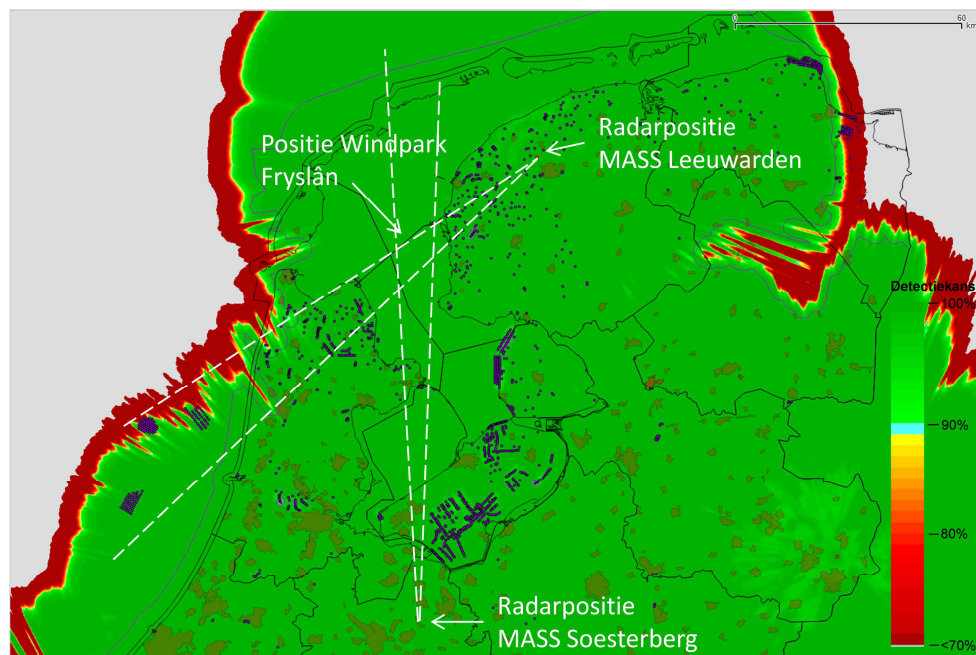 0
60
km
Positie Windpark
Fryslân
Radarpositie
MASS Leeuwarden
Detectiekans
100%
90%
80%
<70%
Radarpositie
MASS Soesterberg